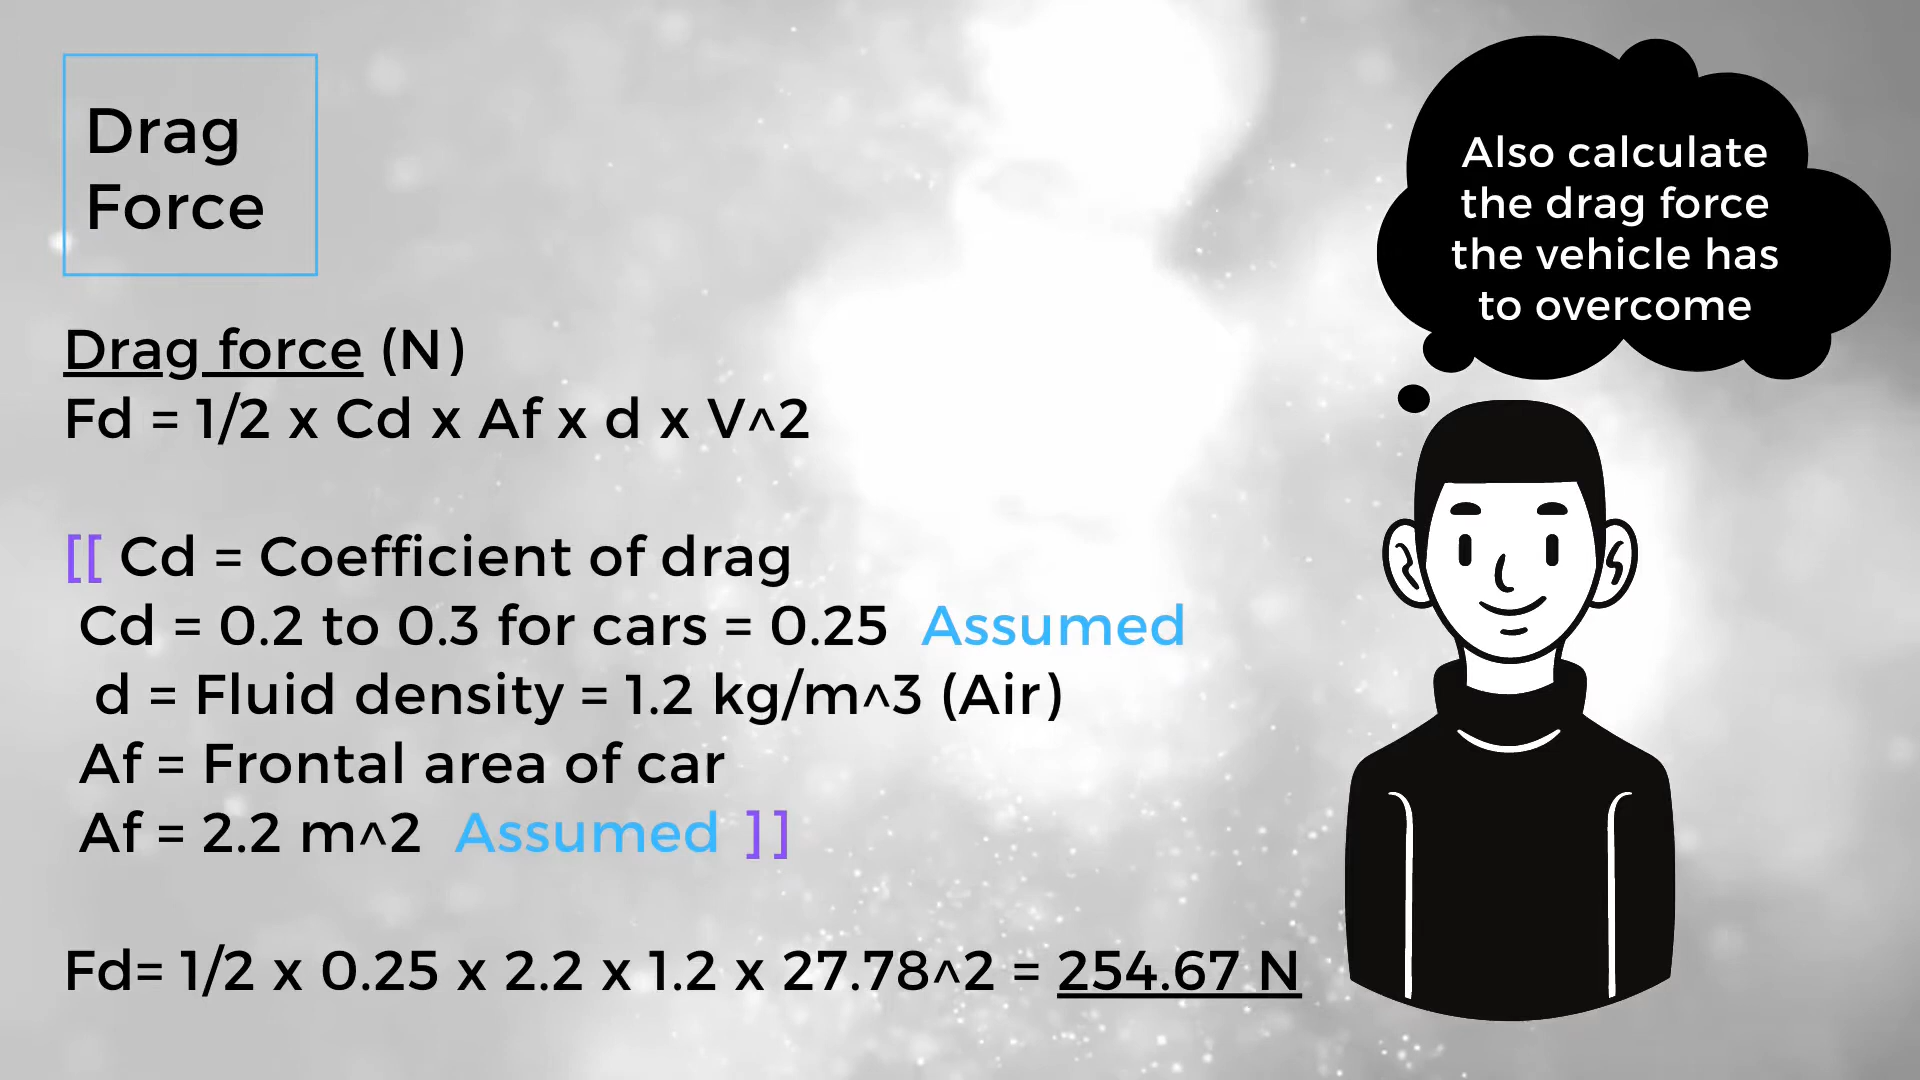 Drag
Force
Also calculate
the drag force
the vehicle has
to overcome
Drag force (N)
Fd = 1/2 x Cd x Af x d x V^2
[[ Cd = Coefficient of drag
Cd = 0.2 to 0.3 for cars = 0.25 Assumed
d = Fluid density = 1.2 kg/m^3 (Air)
Af = Frontal area of car
Af = 2.2 m^2 Assumed ]]
Fd= 1/2 x 0.25 x 2.2 x 1.2 x 27.78^2 = 254.67 N